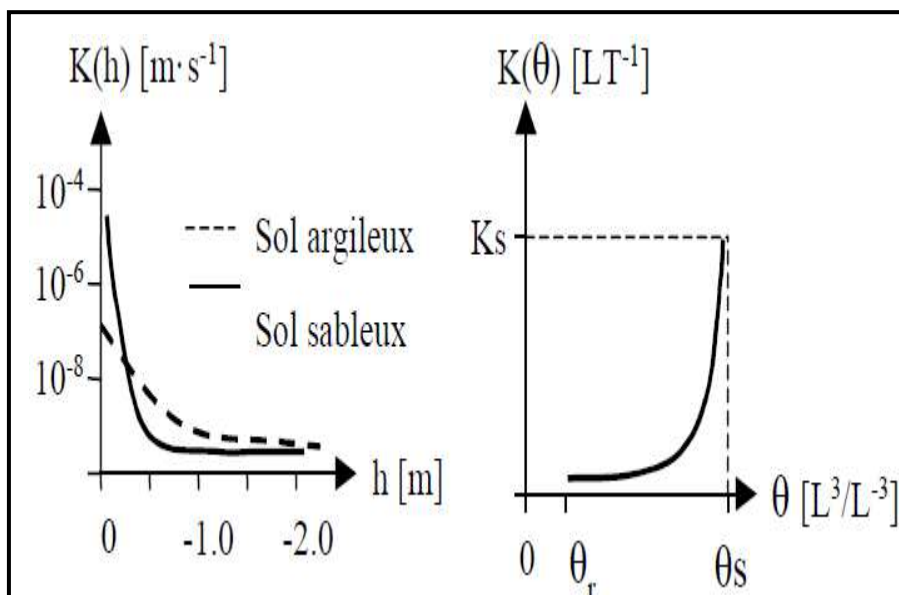 K(h) [m·s⁻¹]
10⁻⁴
10⁻⁶
10⁻⁸
Sol argileux
Sol sableux
h [m]
0 -1.0 -2.0
K(θ) [LT⁻¹]
Ks
θ [L³/L⁻³]
0 θᵣ θs